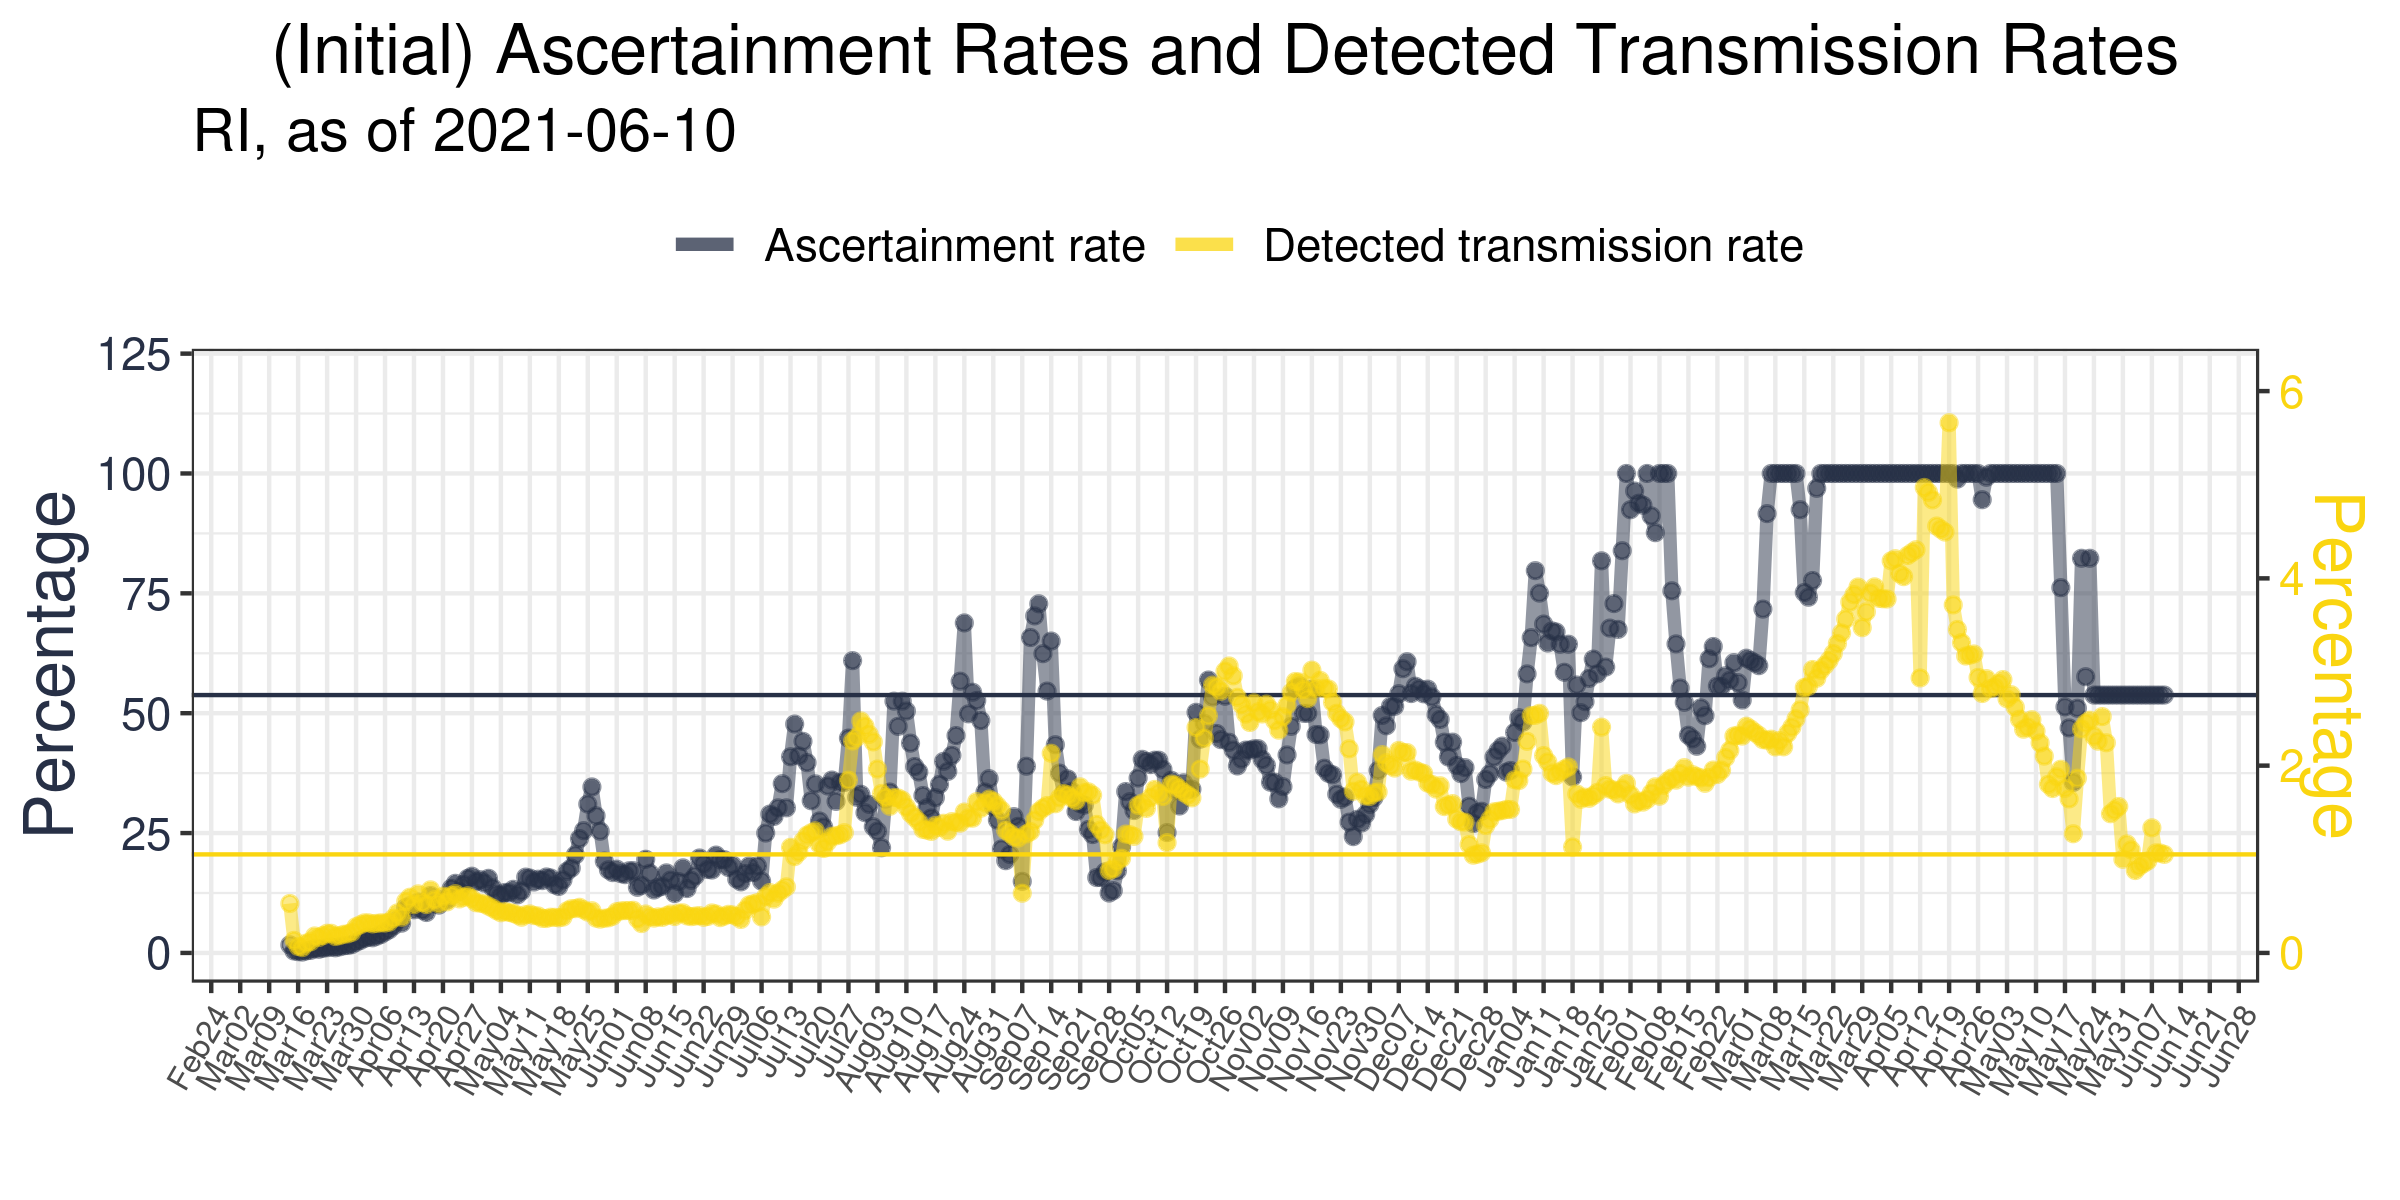 (Initial) Ascertainment Rates and Detected Transmission Rates
RI, as of 2021-06-10
Ascertainment rate
Detected transmission rate
Percentage
125
100
75
50
25
0
6
4
2
0
Percentage
Feb24
Mar02
Mar09
Mar16
Mar23
Mar30
Apr06
Apr13
Apr20
Apr27
May04
May11
May18
May25
Jun01
Jun08
Jun15
Jun22
Jun29
Jul06
Jul13
Jul20
Jul27
Aug03
Aug10
Aug17
Aug24
Aug31
Sep07
Sep14
Sep21
Sep28
Oct05
Oct12
Oct19
Oct26
Nov02
Nov09
Nov16
Nov23
Nov30
Dec07
Dec14
Dec21
Dec28
Jan04
Jan11
Jan18
Jan25
Feb01
Feb08
Feb15
Feb22
Mar01
Mar08
Mar15
Mar22
Mar29
Apr05
Apr12
Apr19
Apr26
May03
May10
May17
May24
May31
Jun07
Jun14
Jun21
Jun28